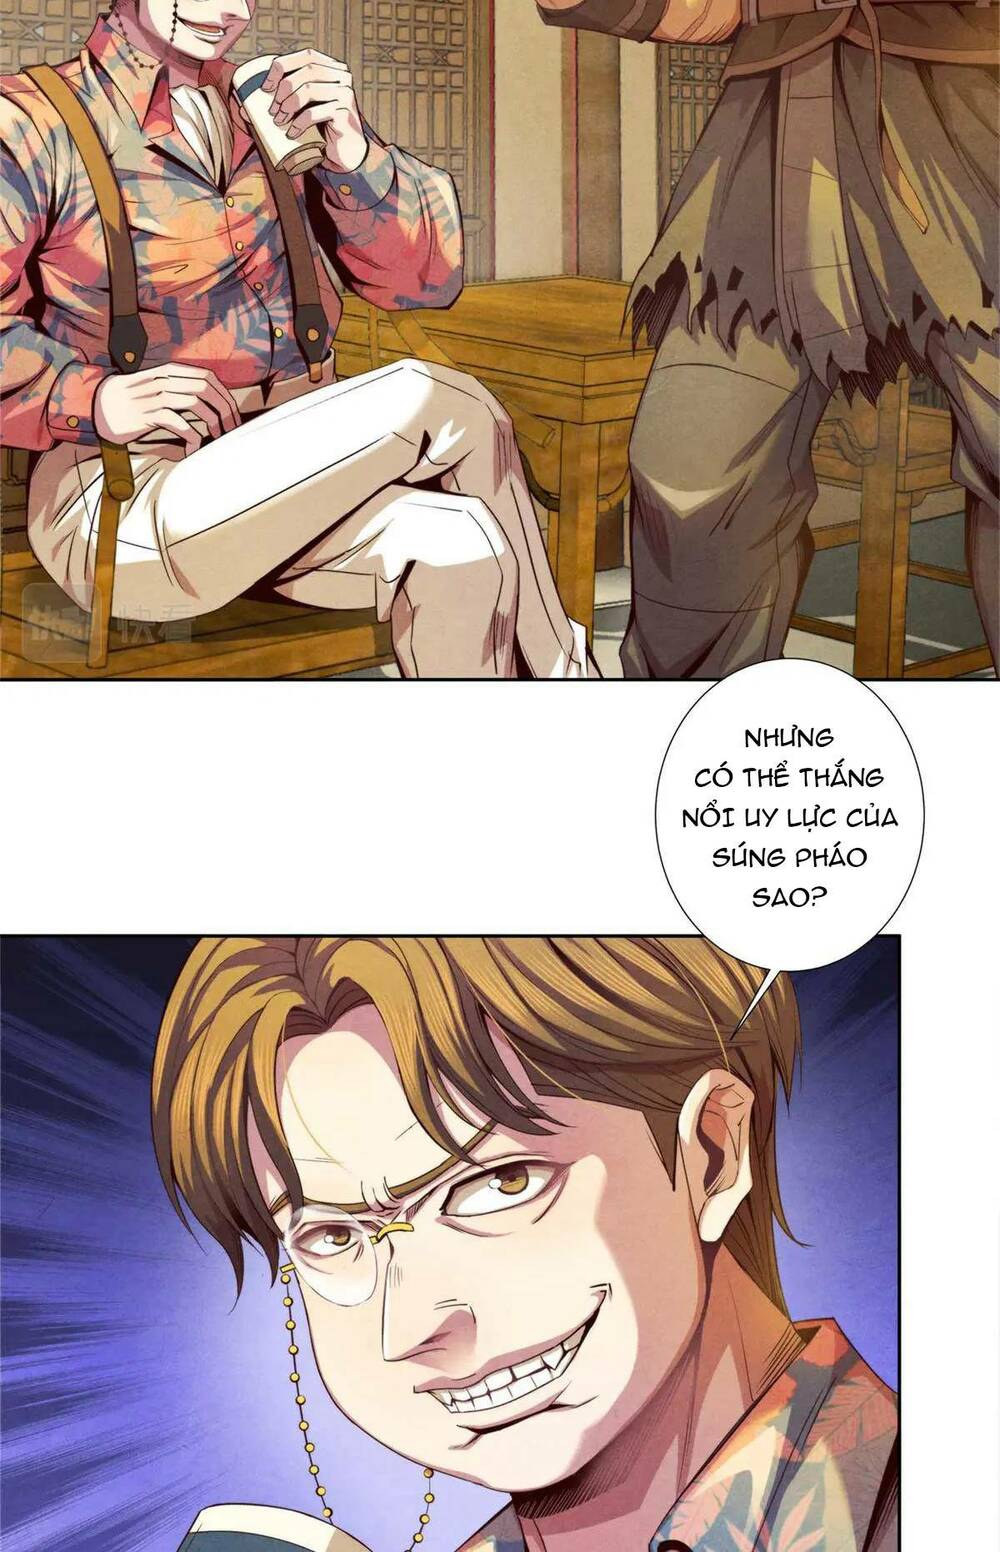 快看
NHƯNG
CÓ THỂ THẮNG
NỔI UY LỰC CỦA
SÚNG PHÁO
SAO?